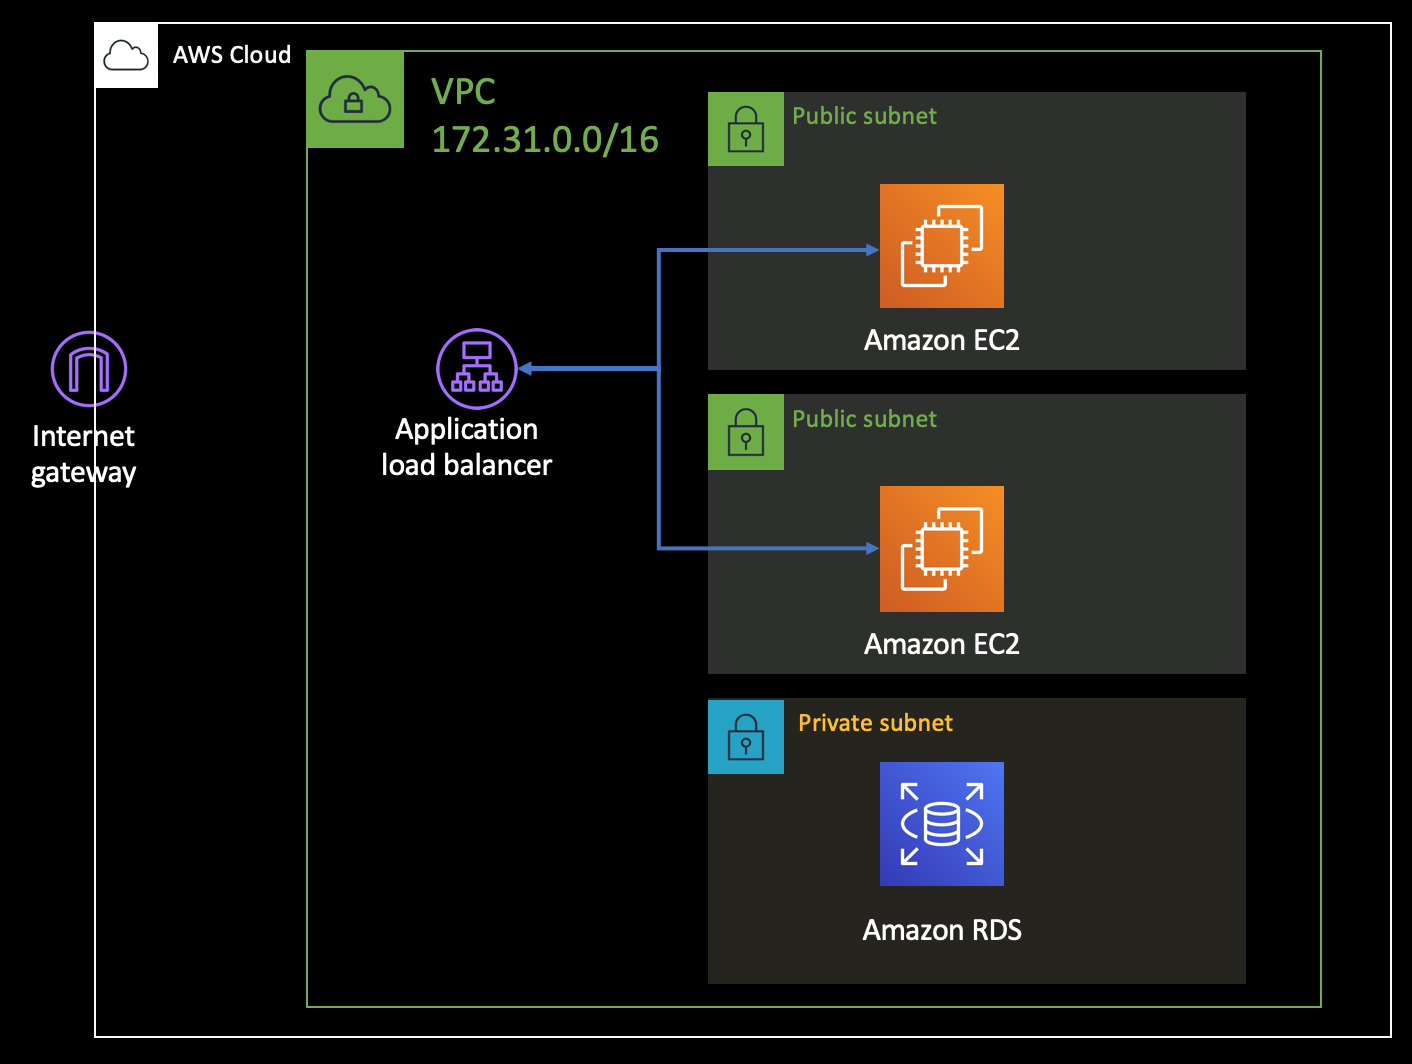 AWS Cloud
VPC
172.31.0.0/16
Public subnet
Amazon EC2
Internet
gateway
Application
load balancer
Public subnet
Amazon EC2
Private subnet
Amazon RDS